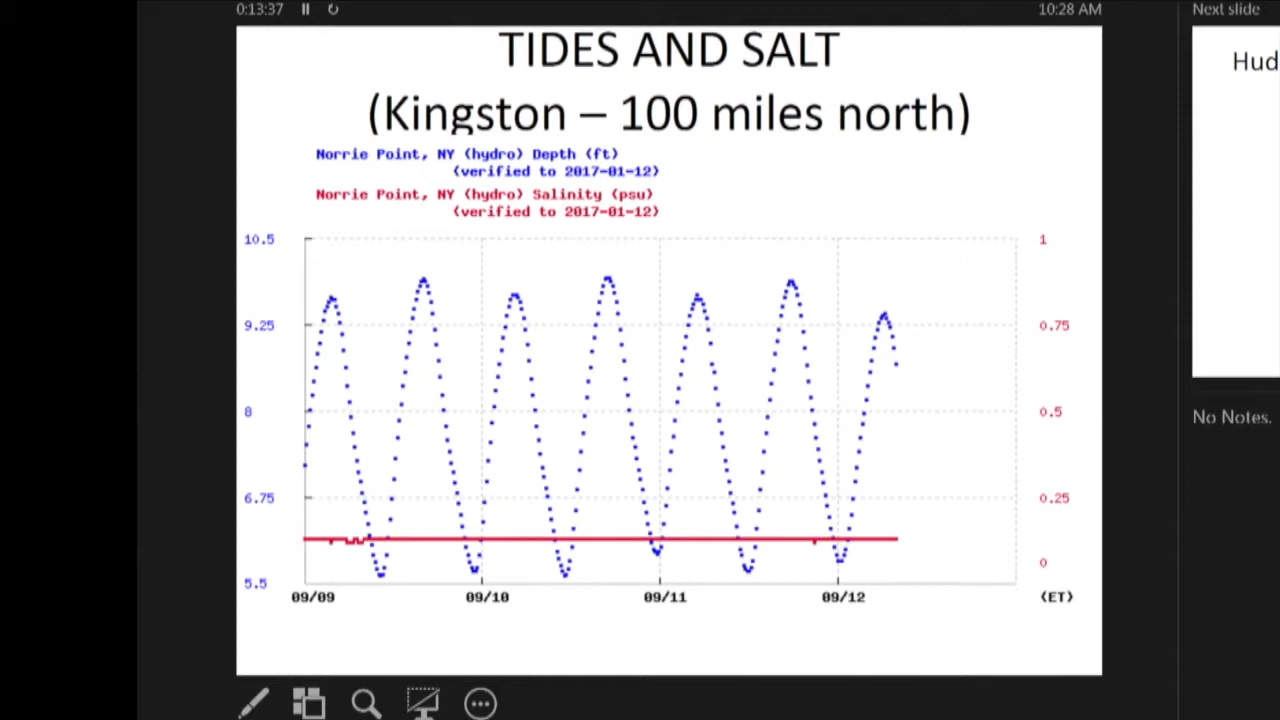 0:13:37
10:28 AM
Next slide
TIDES AND SALT
(Kingston – 100 miles north)
Hud
Norrie Point, NY (hydro) Depth (ft)
(verified to 2017-01-12)
Norrie Point, NY (hydro) Salinity (psu)
(verified to 2017-01-12)
10.5
1
9.25
0.75
8
0.5
No Notes.
6.75
0.25
0
5.5
09/09
09/10
09/11
09/12
(ET)